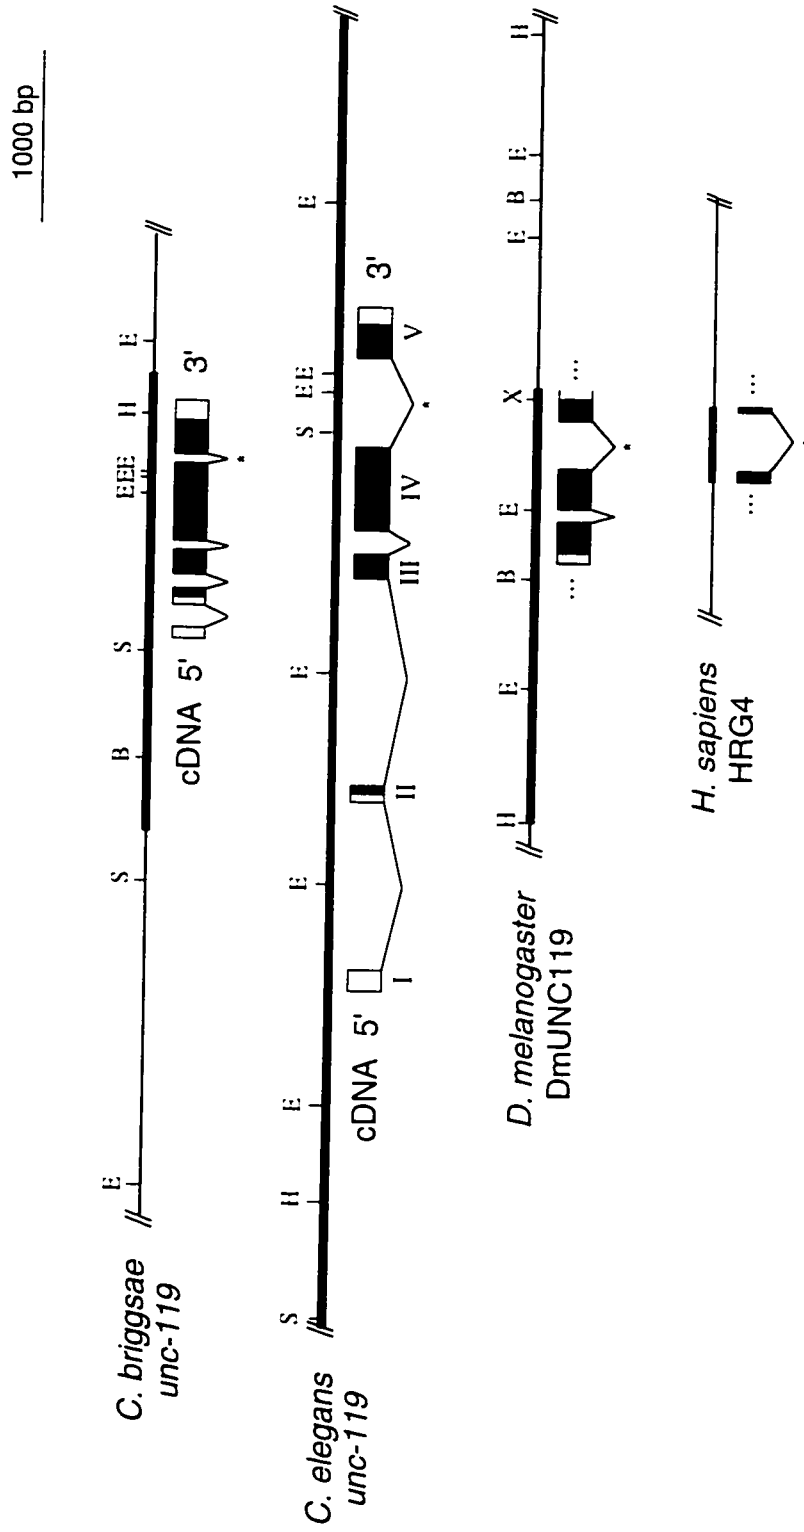 1000 bp
E S B S EEE H E
C. briggsae
unc-119
cDNA 5' 3'
*
S H E E E S EE E
C. elegans
unc-119
cDNA 5' 3'
I II III IV V
*
H E B E X E B E H
D. melanogaster
DmUNC119
... ...
*
H. sapiens
HRG4
... ...
*